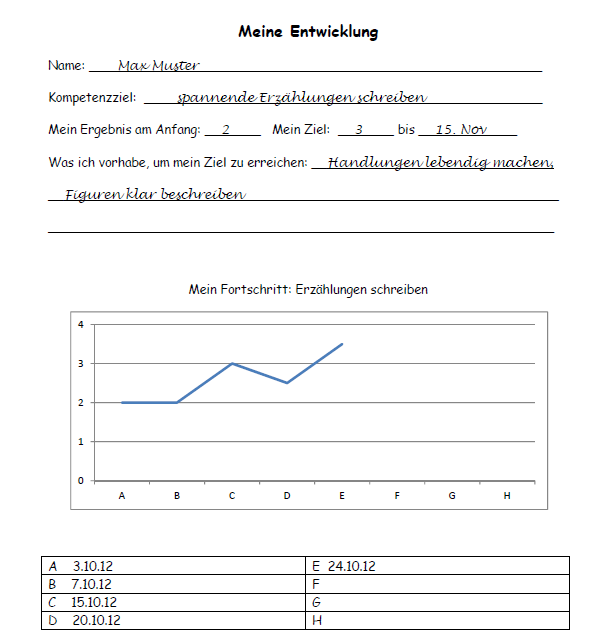 Meine Entwicklung
Name: Max Muster
Kompetenzziel: spannende Erzählungen schreiben
Mein Ergebnis am Anfang: 2 Mein Ziel: 3 bis 15. Nov
Was ich vorhabe, um mein Ziel zu erreichen: Handlungen lebendig machen,
Figuren klar beschreiben
Mein Fortschritt: Erzählungen schreiben
4
3
2
1
0
A B C D E F G H
A 3.10.12 E 24.10.12
B 7.10.12 F
C 15.10.12 G
D 20.10.12 H